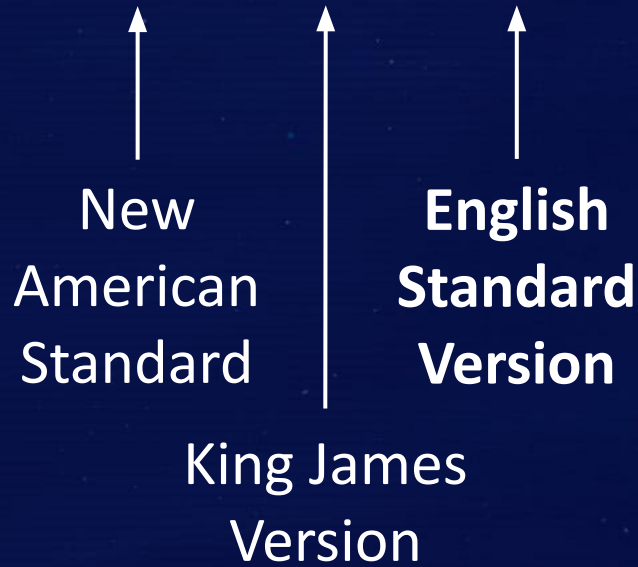 New
American
Standard
English
Standard
Version
King James
Version